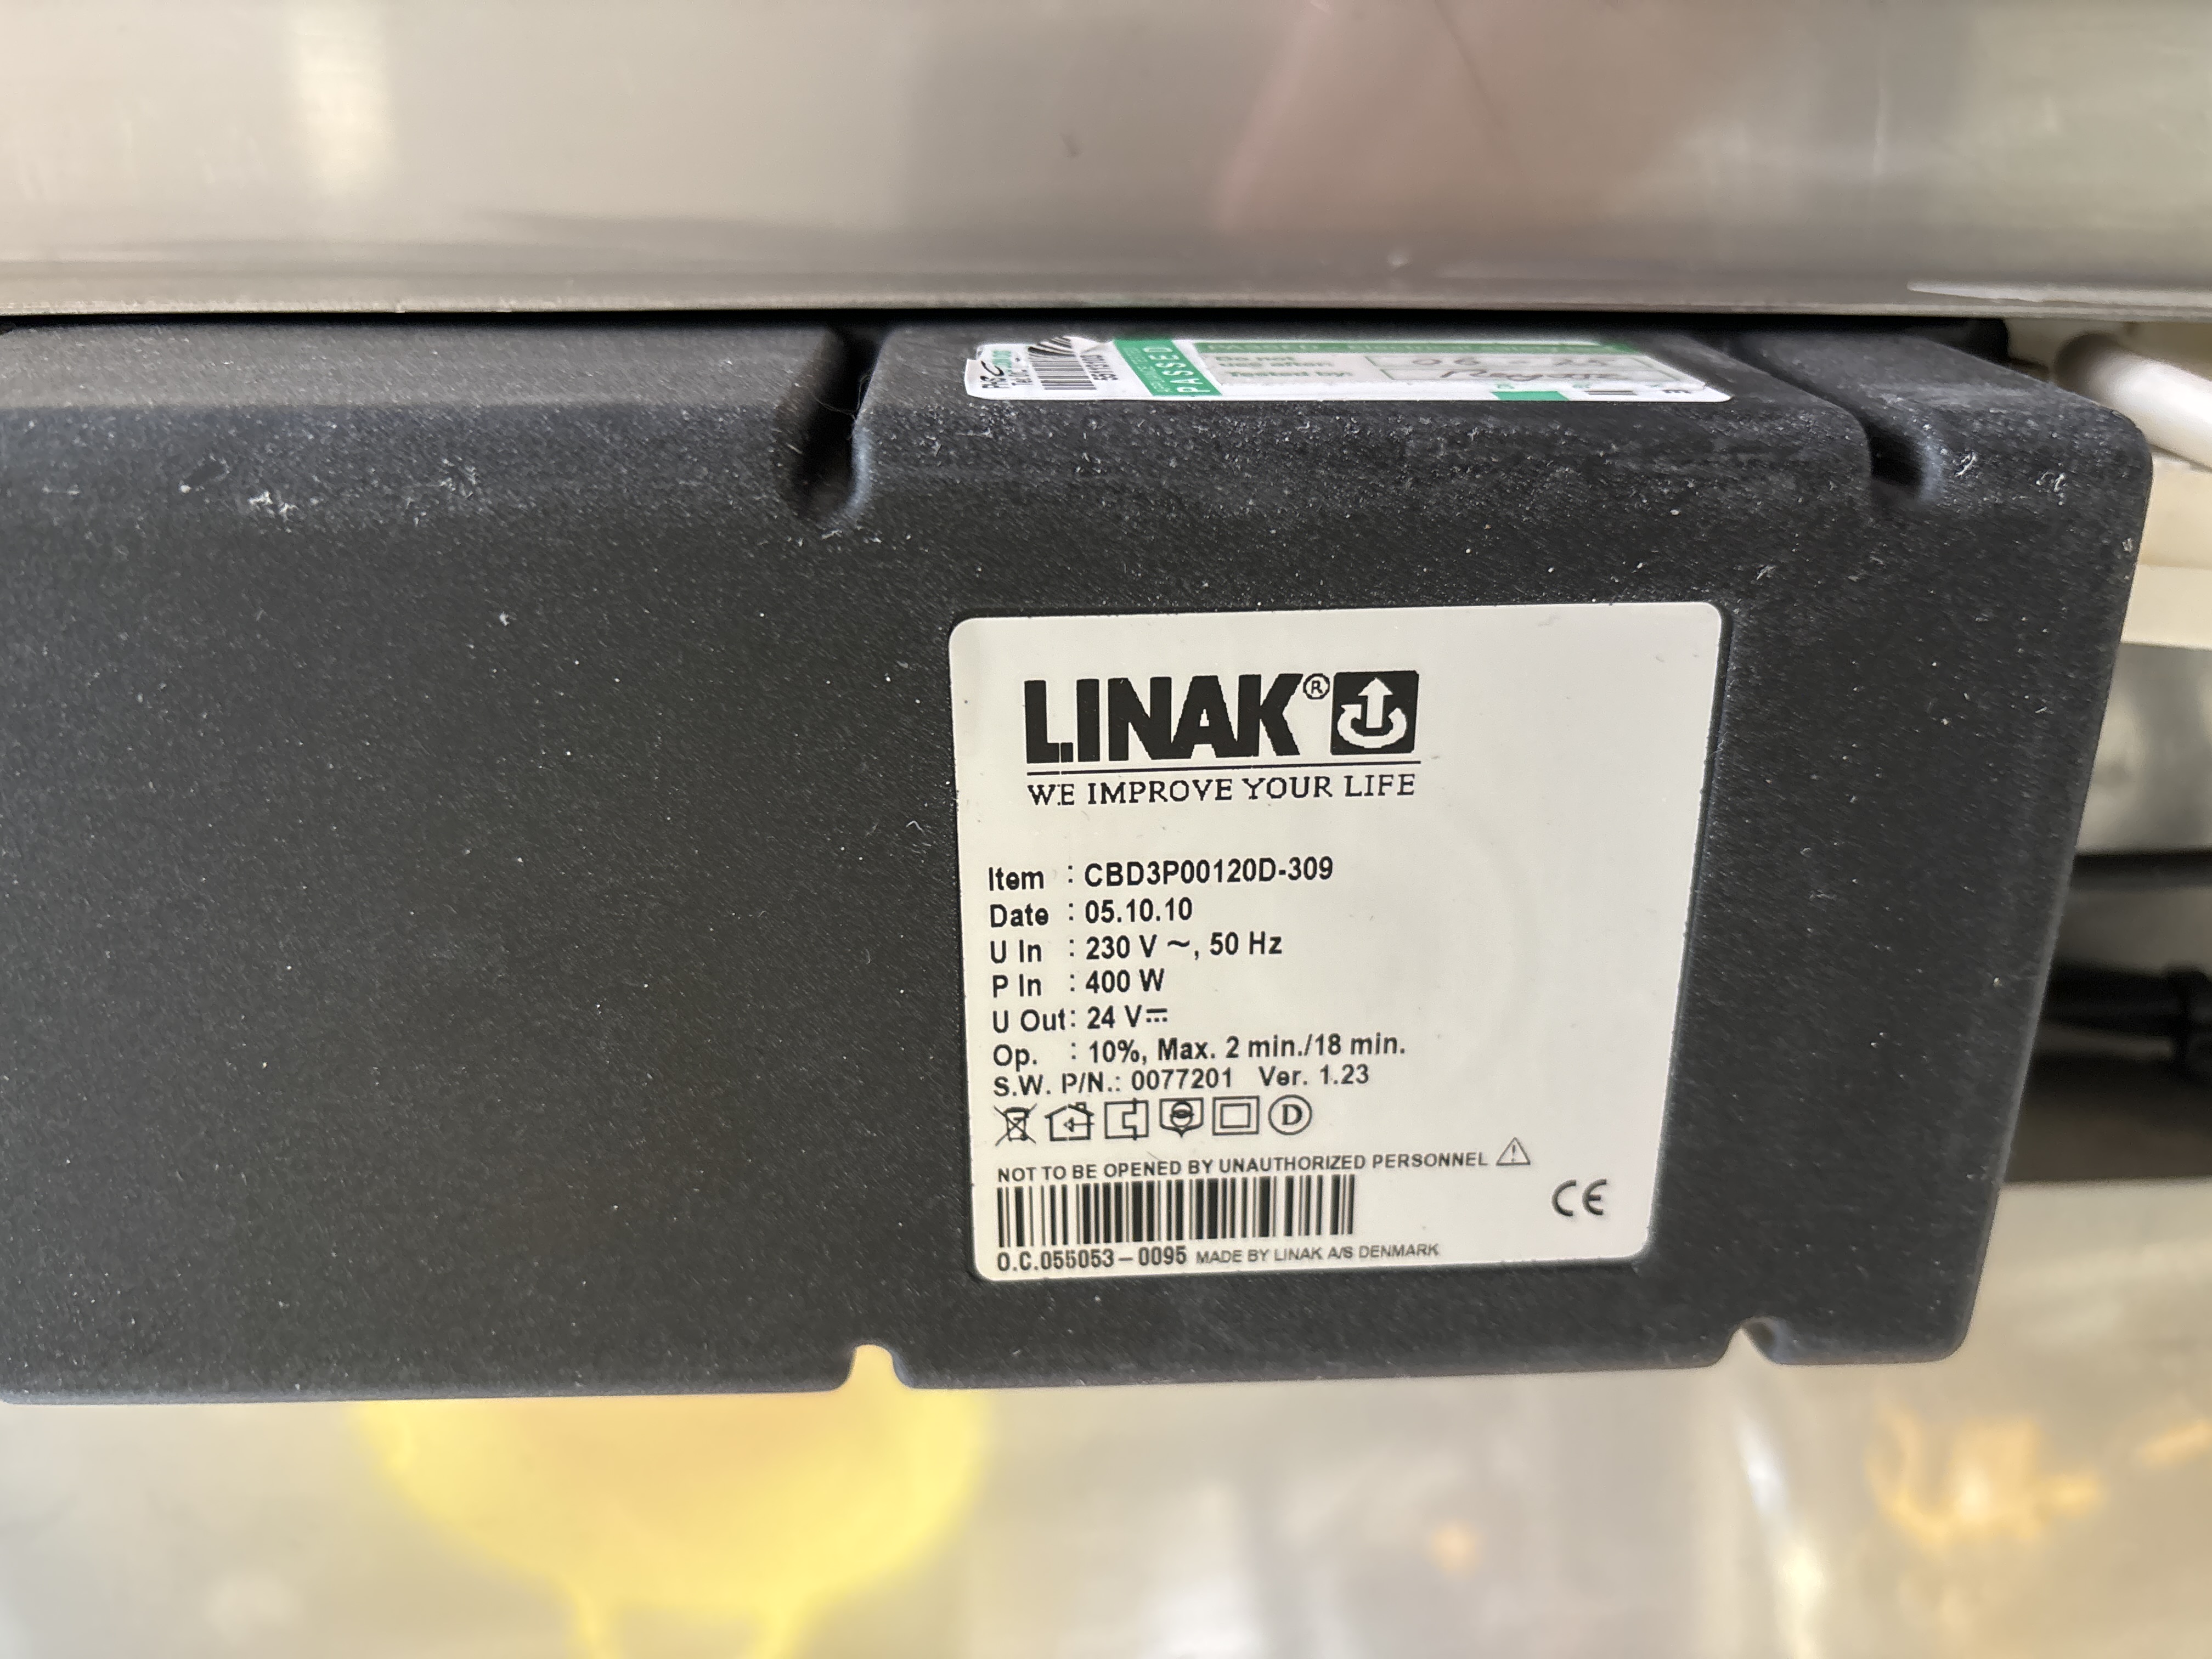 PASSED
Do not
use after:
06 25
Tested by:
LINAK®
WE IMPROVE YOUR LIFE
Item : CBD3P00120D-309
Date : 05.10.10
U In : 230 V ~, 50 Hz
P In : 400 W
U Out: 24 V⎓
Op. : 10%, Max. 2 min./18 min.
S.W. P/N.: 0077201 Ver. 1.23
D
NOT TO BE OPENED BY UNAUTHORIZED PERSONNEL
CE
O.C.055053-0095 MADE BY LINAK A/S DENMARK